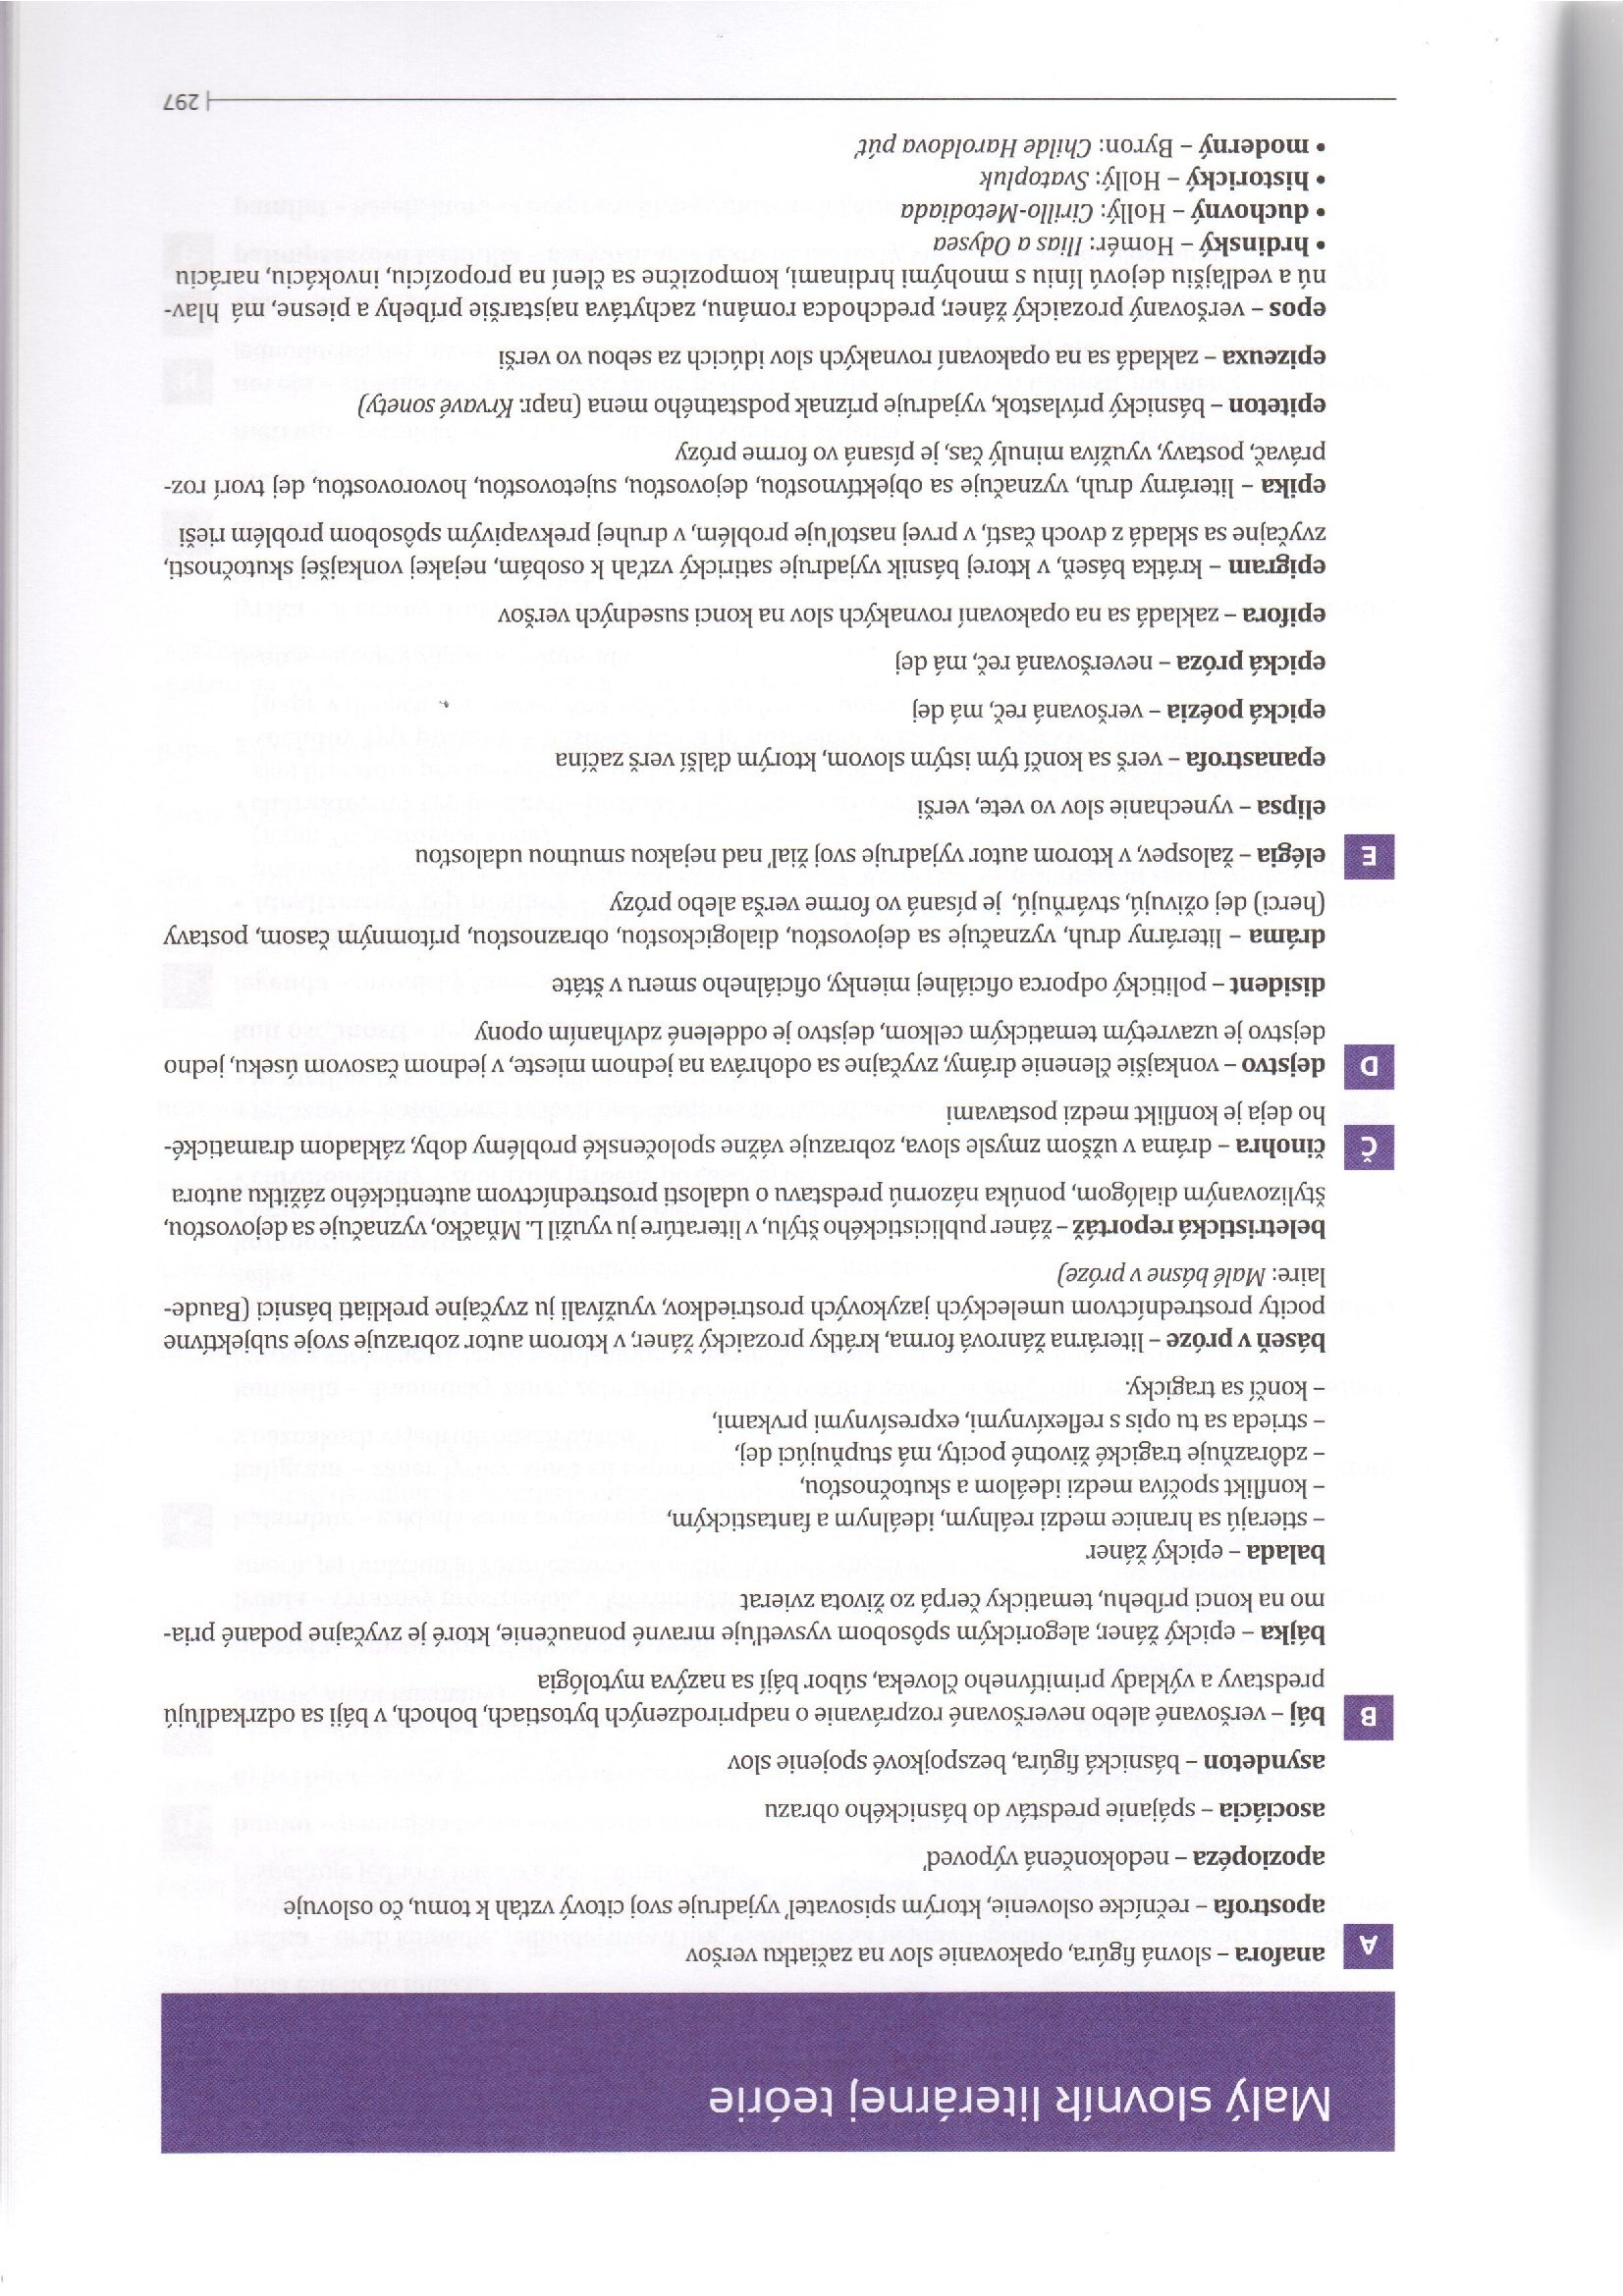 Malý slovník literárnej teórie
A
anafora – slovná figúra, opakovanie slov na začiatku veršov
apostrofa – rečnícke oslovenie, ktorým spisovateľ vyjadruje svoj citový vzťah k tomu, čo oslovuje
apoziopéza – nedokončená výpoveď
asociácia – spájanie predstáv do básnického obrazu
asyndeton – básnická figúra, bezspojkové spojenie slov
B
báj – veršované alebo neveršované rozprávanie o nadprirodzených bytostiach, bohoch, v báji sa odzrkadľujú
predstavy a výklady primitívneho človeka, súbor bájí sa nazýva mytológia
bájka – epický žáner, alegorickým spôsobom vysvetľuje mravné ponaučenie, ktoré je zvyčajne podané pria-
mo na konci príbehu, tematicky čerpá zo života zvierat
balada – epický žáner
– stierajú sa hranice medzi reálnym, ideálnym a fantastickým,
– konflikt spočíva medzi ideálom a skutočnosťou,
– zdôrazňuje tragické životné pocity, má stupňujúci dej,
– strieda sa tu opis s reflexívnymi, expresívnymi prvkami,
– končí sa tragicky.
báseň v próze – literárna žánrová forma, krátky prozaický žáner, v ktorom autor zobrazuje svoje subjektívne
pocity prostredníctvom umeleckých jazykových prostriedkov, využívali ju zvyčajne prekliati básnici (Baude-
laire: Malé básne v próze)
beletristická reportáž – žáner publicistického štýlu, v literatúre ju využil L. Mňačko, vyznačuje sa dejovosťou,
štylizovaným dialógom, ponúka názornú predstavu o udalosti prostredníctvom autentického zážitku autora
Č
činohra – dráma v užšom zmysle slova, zobrazuje vážne spoločenské problémy doby, základom dramatické-
ho deja je konflikt medzi postavami
D
dejstvo – vonkajšie členenie drámy, zvyčajne sa odohráva na jednom mieste, v jednom časovom úseku, jedno
dejstvo je uzavretým tematickým celkom, dejstvo je oddelené zdvíhaním opony
disident – politický odporca oficiálnej mienky, oficiálneho smeru v štáte
dráma – literárny druh, vyznačuje sa dejovosťou, dialogickosťou, obraznosťou, prítomným časom, postavy
(herci) dej oživujú, stvárňujú, je písaná vo forme verša alebo prózy
E
elégia – žalospev, v ktorom autor vyjadruje svoj žiaľ nad nejakou smutnou udalosťou
elipsa – vynechanie slov vo vete, verši
epanastrofa – verš sa končí tým istým slovom, ktorým ďalší verš začína
epická poézia – veršovaná reč, má dej
epická próza – neveršovaná reč, má dej
epifora – zakladá sa na opakovaní rovnakých slov na konci susedných veršov
epigram – krátka báseň, v ktorej básnik vyjadruje satirický vzťah k osobám, nejakej vonkajšej skutočnosti,
zvyčajne sa skladá z dvoch častí, v prvej nastoľuje problém, v druhej prekvapivým spôsobom problém rieši
epika – literárny druh, vyznačuje sa objektívnosťou, dejovosťou, sujetovosťou, hovorovosťou, dej tvorí roz-
právač, postavy, využíva minulý čas, je písaná vo forme prózy
epiteton – básnický prívlastok, vyjadruje príznak podstatného mena (napr. Krvavé sonety)
epizeuxa – zakladá sa na opakovaní rovnakých slov idúcich za sebou vo verši
epos – veršovaný prozaický žáner, predchodca románu, zachytáva najstaršie príbehy a piesne, má hlav-
nú a vedľajšiu dejovú líniu s mnohými hrdinami, kompozične sa člení na propozíciu, invokáciu, naráciu
• hrdinský – Homér: Ilias a Odysea
• duchovný – Hollý: Cirillo-Metodiada
• historický – Hollý: Svatopluk
• moderný – Byron: Childe Haroldova púť
297